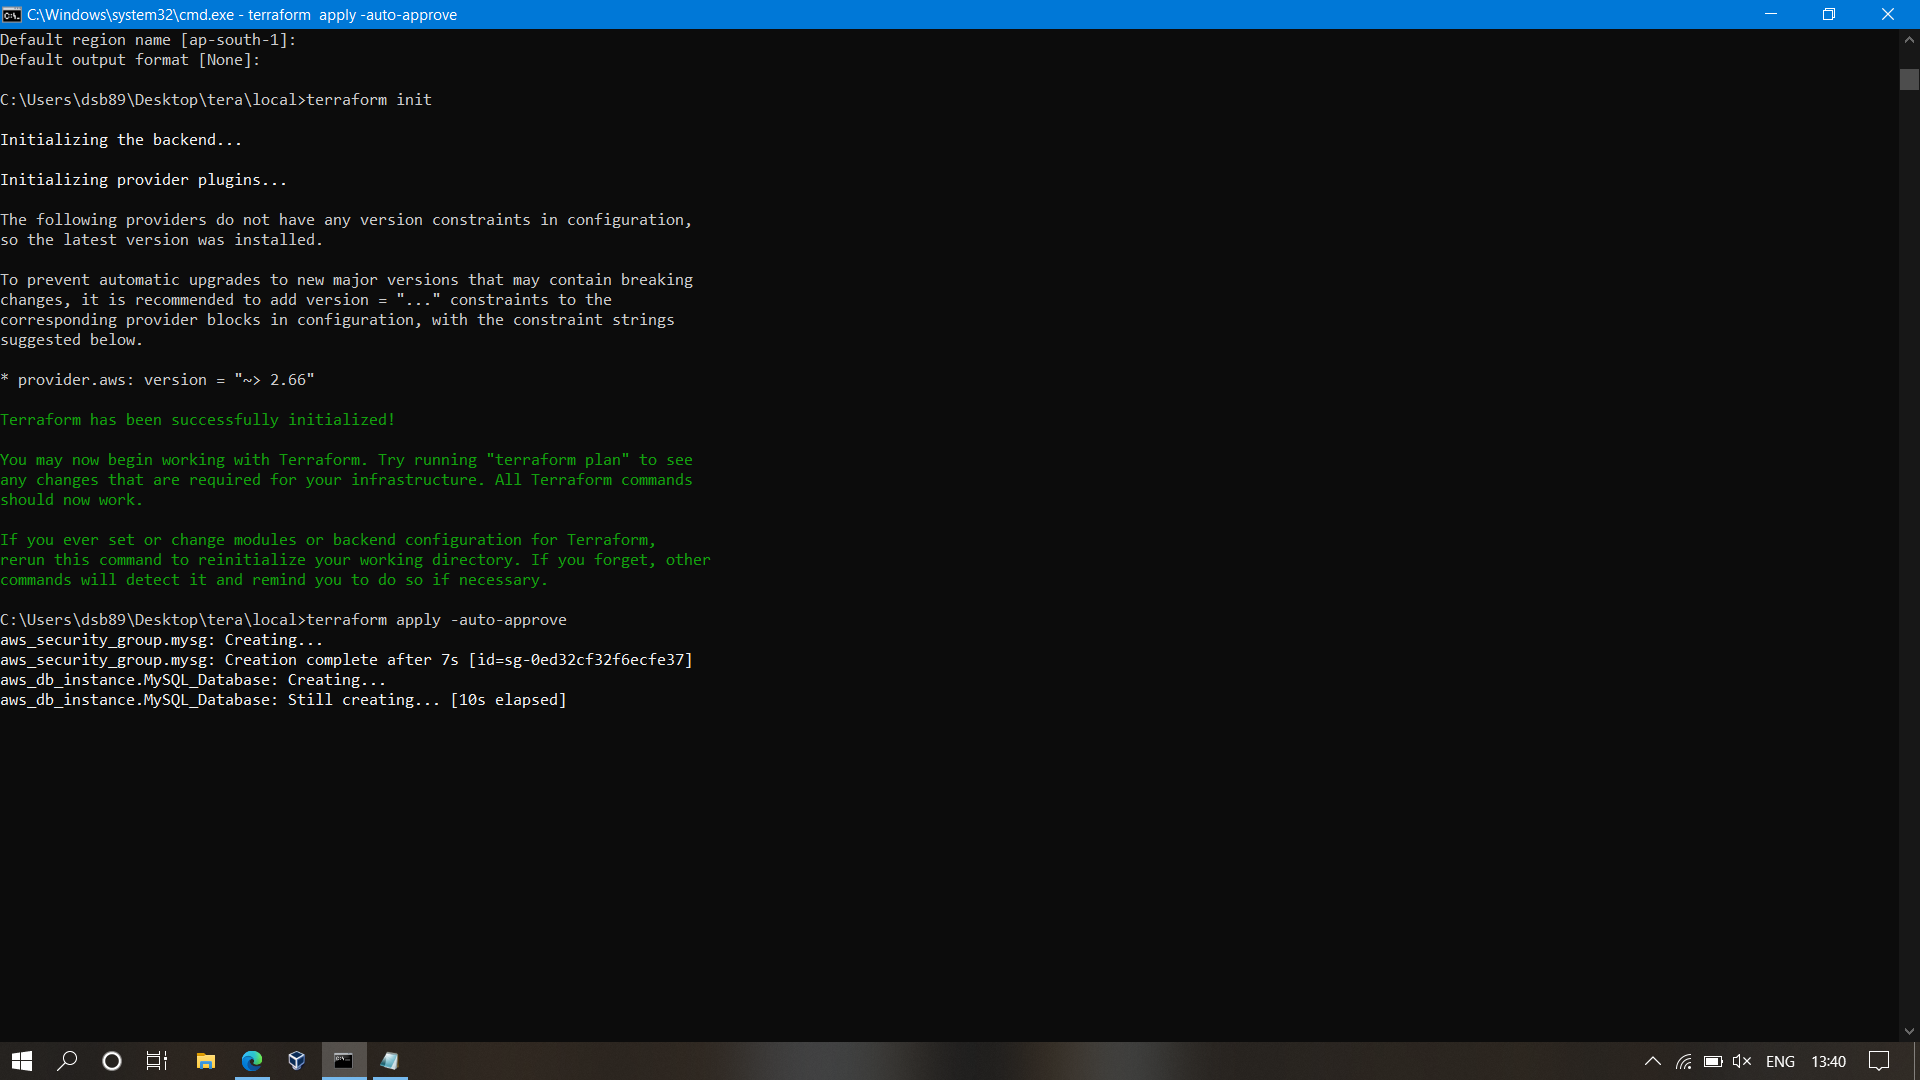 C:\Windows\system32\cmd.exe - terraform  apply -auto-approve
Default region name [ap-south-1]:
Default output format [None]:
C:\Users\dsb89\Desktop\tera\local>terraform init
Initializing the backend...
Initializing provider plugins...
The following providers do not have any version constraints in configuration,
so the latest version was installed.
To prevent automatic upgrades to new major versions that may contain breaking
changes, it is recommended to add version = "..." constraints to the
corresponding provider blocks in configuration, with the constraint strings
suggested below.
* provider.aws: version = "~> 2.66"
Terraform has been successfully initialized!
You may now begin working with Terraform. Try running "terraform plan" to see
any changes that are required for your infrastructure. All Terraform commands
should now work.
If you ever set or change modules or backend configuration for Terraform,
rerun this command to reinitialize your working directory. If you forget, other
commands will detect it and remind you to do so if necessary.
C:\Users\dsb89\Desktop\tera\local>terraform apply -auto-approve
aws_security_group.mysg: Creating...
aws_security_group.mysg: Creation complete after 7s [id=sg-0ed32cf32f6ecfe37]
aws_db_instance.MySQL_Database: Creating...
aws_db_instance.MySQL_Database: Still creating... [10s elapsed]
ENG 13:40